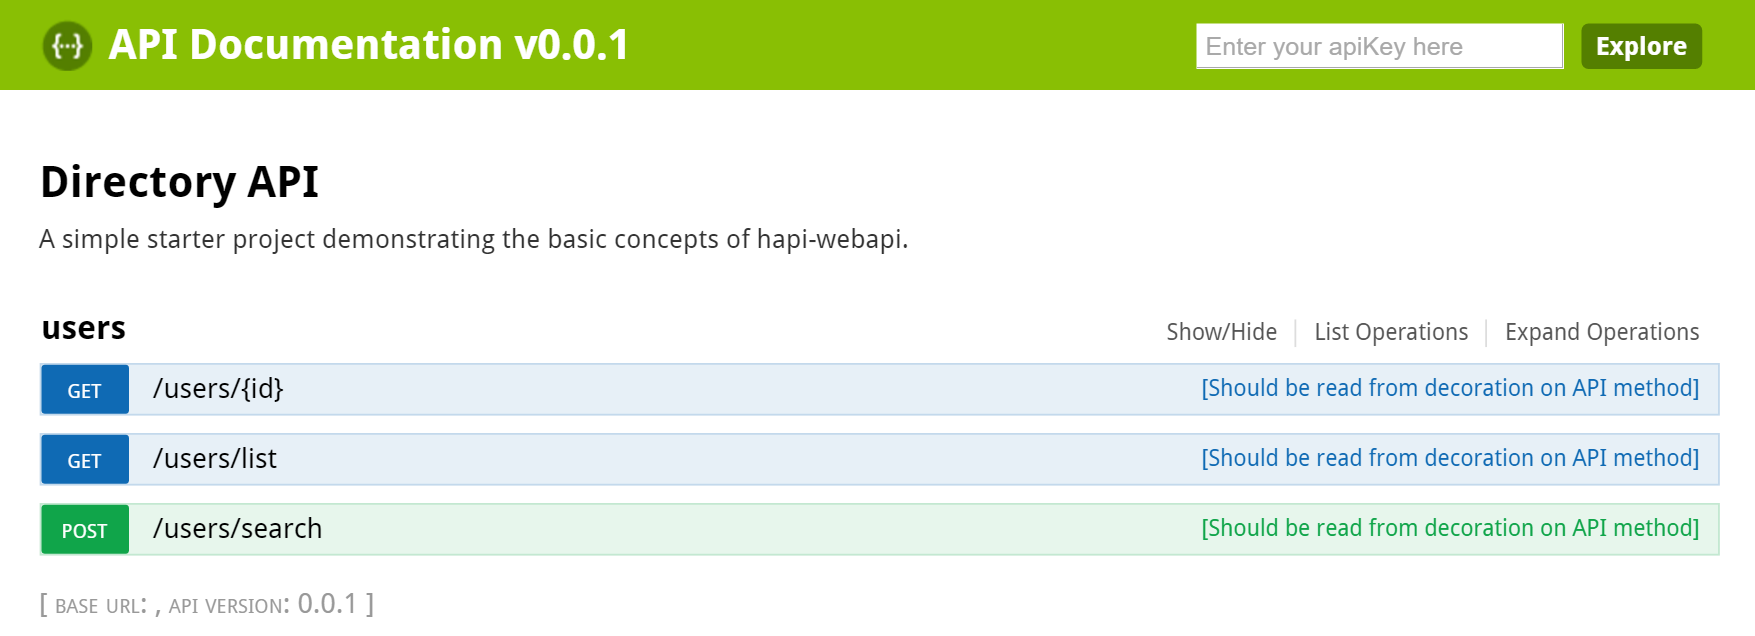 {···} API Documentation v0.0.1 Enter your apiKey here Explore
Directory API
A simple starter project demonstrating the basic concepts of hapi-webapi.
users Show/Hide List Operations Expand Operations
GET /users/{id} [Should be read from decoration on API method]
GET /users/list [Should be read from decoration on API method]
POST /users/search [Should be read from decoration on API method]
[ BASE URL: , API VERSION: 0.0.1 ]